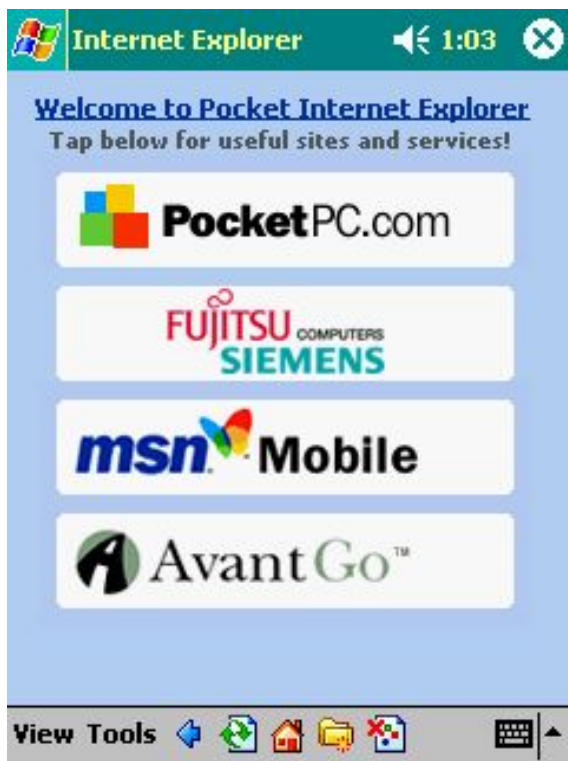 Internet Explorer 1:03
Welcome to Pocket Internet Explorer
Tap below for useful sites and services!
PocketPC.com
FUJITSU COMPUTERS
SIEMENS
msn Mobile
AvantGo™
View Tools